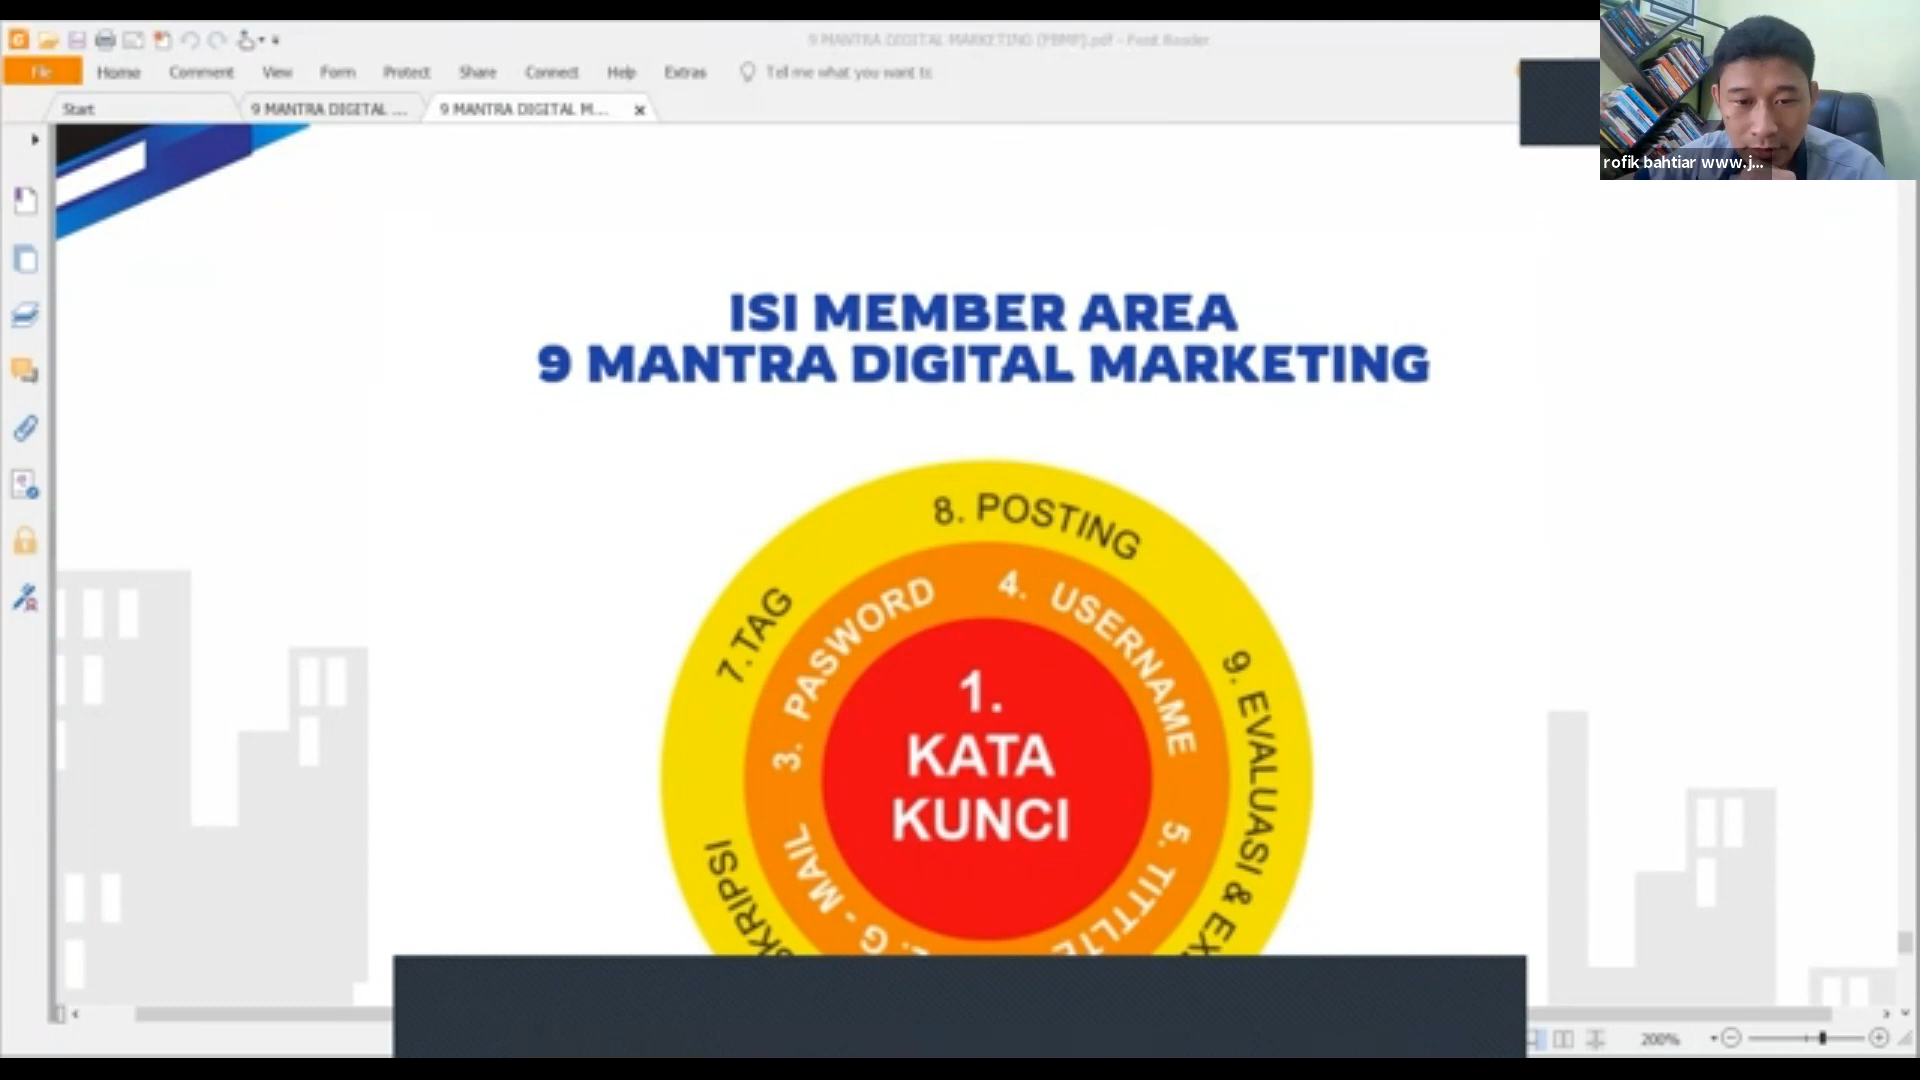 9 MANTRA DIGITAL MARKETING (FBMP).pdf - Foxit Reader
File Home Comment View Form Protect Share Connect Help Extras Tell me what you want to
Start 9 MANTRA DIGITAL ... 9 MANTRA DIGITAL M...
rofik bahtiar www.j...
ISI MEMBER AREA
9 MANTRA DIGITAL MARKETING
8. POSTING
7.TAG
3. PASWORD
4. USERNAME
9. EVALUASI & EX
1.
KATA
KUNCI
5. TITTLTE
G - MAIL
SKRIPSI
200%